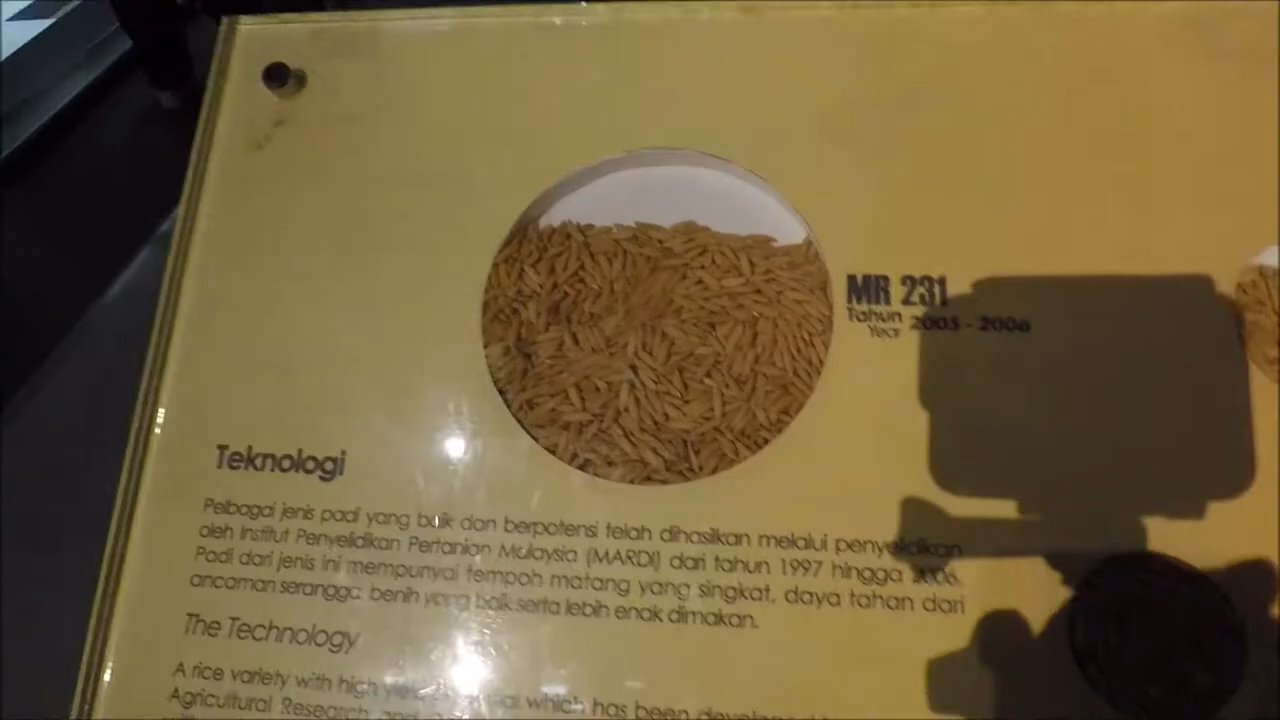 MR 231
Tahun
Year 2005 - 2006
Teknologi
Pelbagai jenis padi yang baik dan berpotensi telah dihasilkan melalui penyelidikan
oleh Institut Penyelidikan Pertanian Malaysia (MARDI) dari tahun 1997 hingga 2006.
Padi dari jenis ini mempunyai tempoh matang yang singkat, daya tahan dari
ancaman serangga, benih yang baik serta lebih enak dimakan.
The Technology
A rice variety with high yield which has been
Agricultural Research and